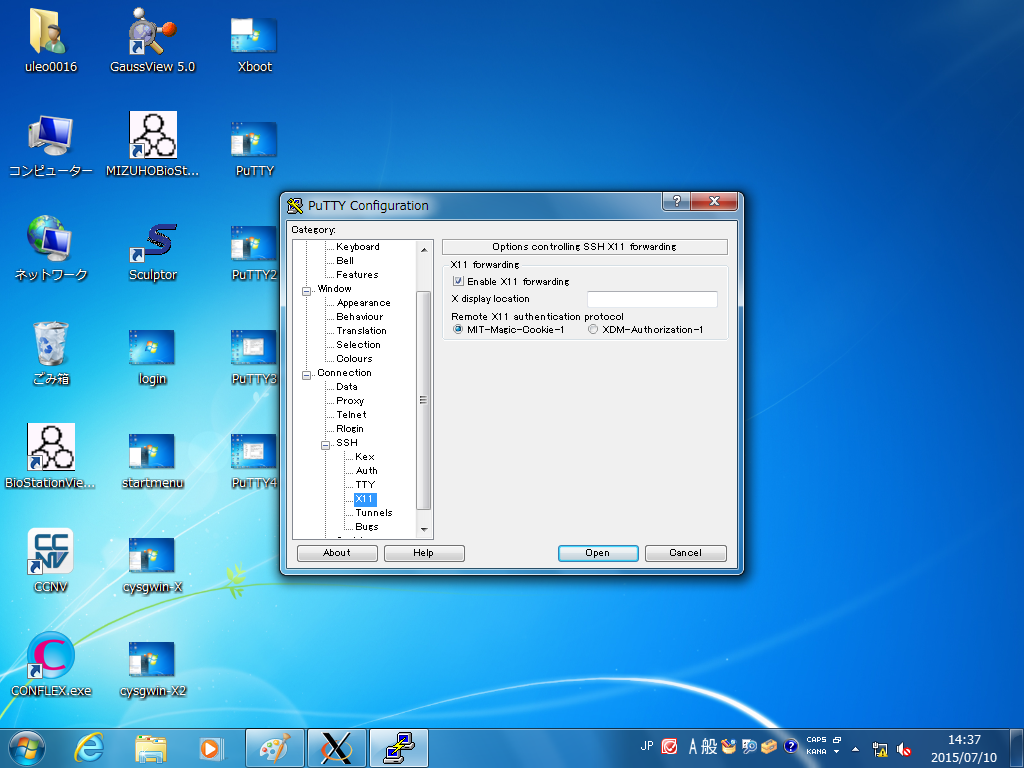 uleo0016
GaussView 5.0
Xboot
コンピューター
MIZUHOBioSt...
PuTTY
ネットワーク
Sculptor
PuTTY2
ごみ箱
login
PuTTY3
BioStationVie...
startmenu
PuTTY4
CCNV
CCNV
cysgwin-X
CONFLEX.exe
cysgwin-X2
PuTTY Configuration
?
Category:
Keyboard
Bell
Features
Window
Appearance
Behaviour
Translation
Selection
Colours
Connection
Data
Proxy
Telnet
Rlogin
SSH
Kex
Auth
TTY
X11
Tunnels
Bugs
Options controlling SSH X11 forwarding
X11 forwarding
Enable X11 forwarding
X display location
Remote X11 authentication protocol
MIT-Magic-Cookie-1
XDM-Authorization-1
About
Help
Open
Cancel
JP
A 般
CAPS
KANA
14:37
2015/07/10